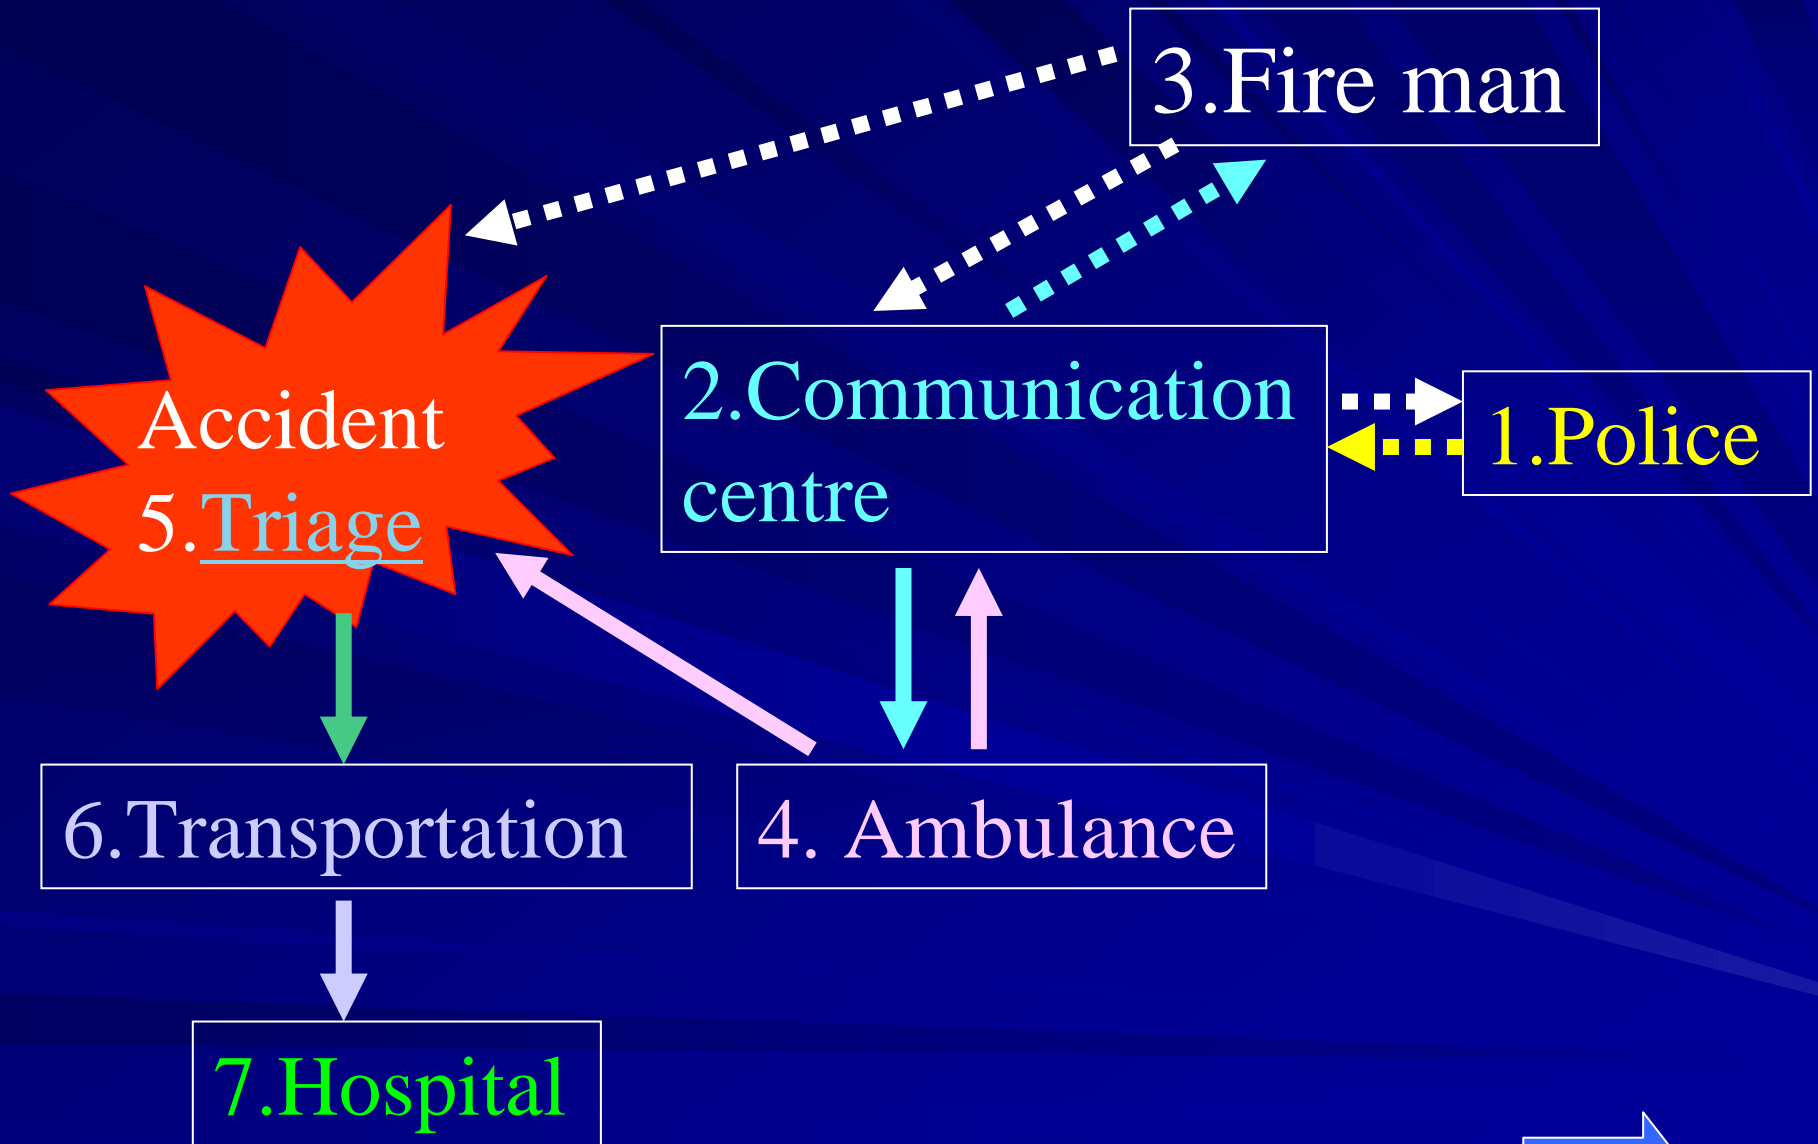 3.Fire man
Accident
5.Triage
2.Communication
centre
1.Police
6.Transportation
4. Ambulance
7.Hospital